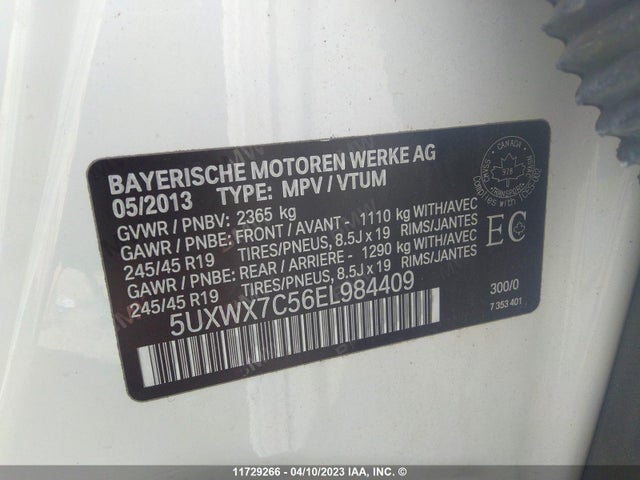 BAYERISCHE MOTOREN WERKE AG
05/2013 TYPE: MPV / VTUM
GVWR / PNBV: 2365 kg
GAWR / PNBE: FRONT / AVANT - 1110 kg WITH/AVEC
245/45 R19 TIRES/PNEUS, 8.5J x 19 RIMS/JANTES
GAWR / PNBE: REAR / ARRIERE - 1290 kg WITH/AVEC
245/45 R19 TIRES/PNEUS, 8.5J x 19 RIMS/JANTES
5UXWX7C56EL984409
CANADA
978
TRANSPORT
EC
300/0
7 353 401
11729266 - 04/10/2023 IAA, Inc. ©